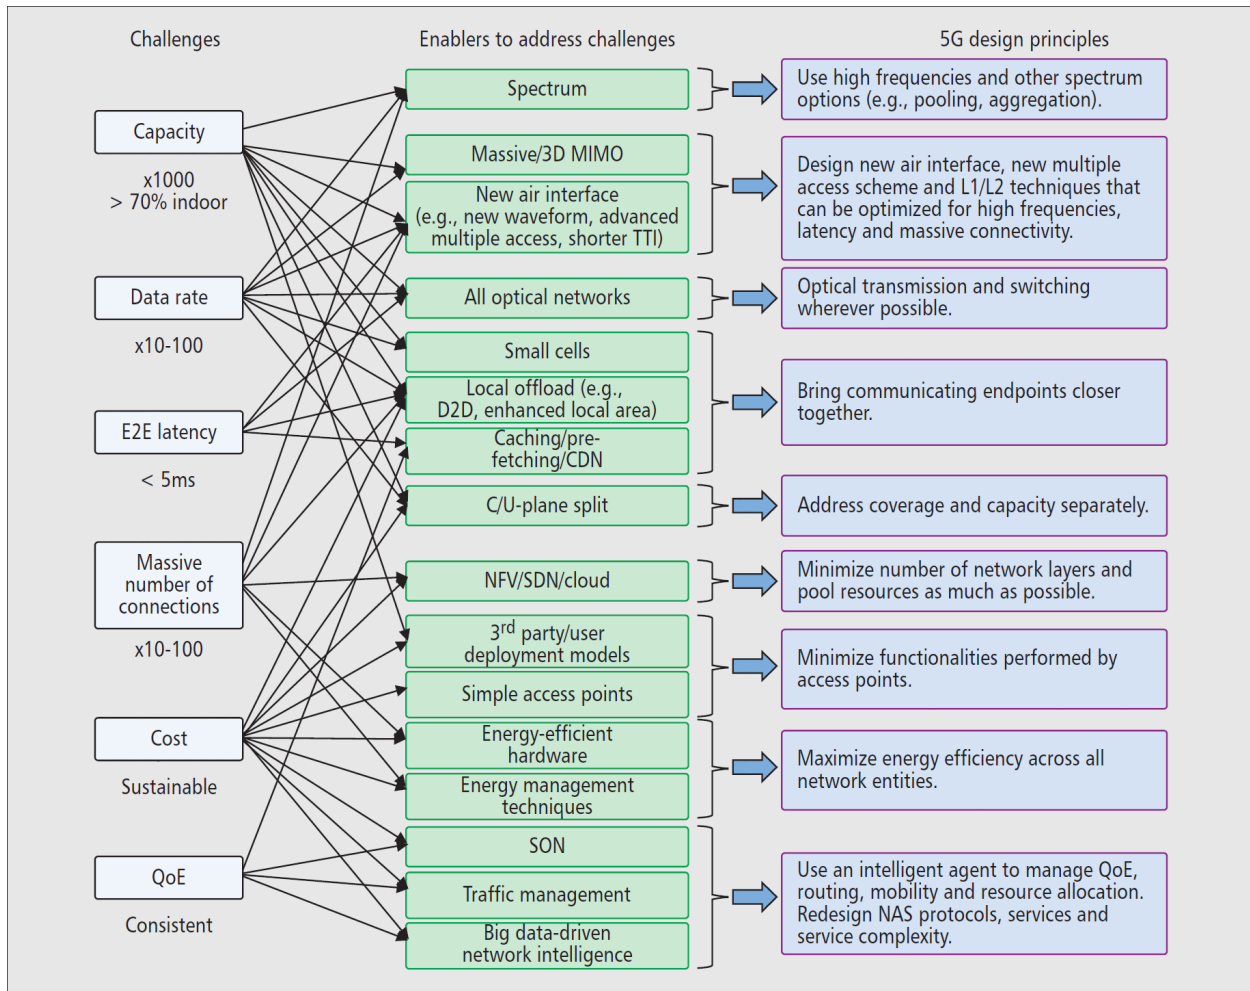 Challenges
Enablers to address challenges
5G design principles
Capacity
x1000
> 70% indoor
Data rate
x10-100
E2E latency
< 5ms
Massive
number of
connections
x10-100
Cost
Sustainable
QoE
Consistent
Spectrum
Massive/3D MIMO
New air interface
(e.g., new waveform, advanced
multiple access, shorter TTI)
All optical networks
Small cells
Local offload (e.g.,
D2D, enhanced local area)
Caching/pre-
fetching/CDN
C/U-plane split
NFV/SDN/cloud
3rd party/user
deployment models
Simple access points
Energy-efficient
hardware
Energy management
techniques
SON
Traffic management
Big data-driven
network intelligence
Use high frequencies and other spectrum
options (e.g., pooling, aggregation).
Design new air interface, new multiple
access scheme and L1/L2 techniques that
can be optimized for high frequencies,
latency and massive connectivity.
Optical transmission and switching
wherever possible.
Bring communicating endpoints closer
together.
Address coverage and capacity separately.
Minimize number of network layers and
pool resources as much as possible.
Minimize functionalities performed by
access points.
Maximize energy efficiency across all
network entities.
Use an intelligent agent to manage QoE,
routing, mobility and resource allocation.
Redesign NAS protocols, services and
service complexity.